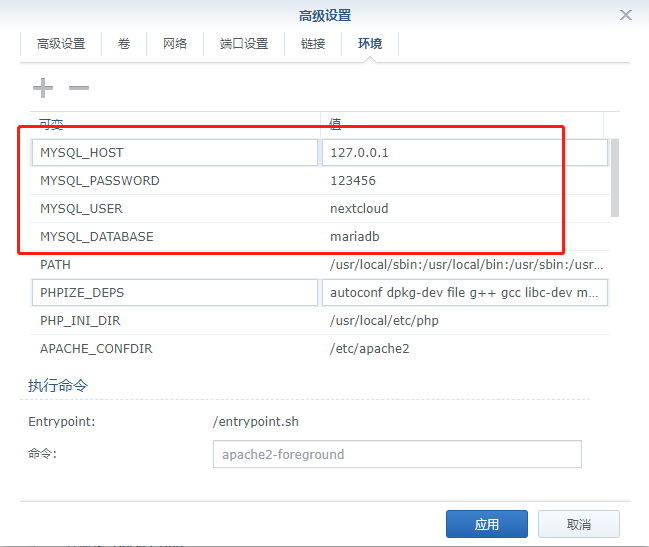 高级设置
高级设置 卷 网络 端口设置 链接 环境
可变 值
MYSQL_HOST 127.0.0.1
MYSQL_PASSWORD 123456
MYSQL_USER nextcloud
MYSQL_DATABASE mariadb
PATH /usr/local/sbin:/usr/local/bin:/usr/sbin:/usr...
PHPIZE_DEPS autoconf dpkg-dev file g++ gcc libc-dev m...
PHP_INI_DIR /usr/local/etc/php
APACHE_CONFDIR /etc/apache2
执行命令
Entrypoint: /entrypoint.sh
命令: apache2-foreground
应用 取消